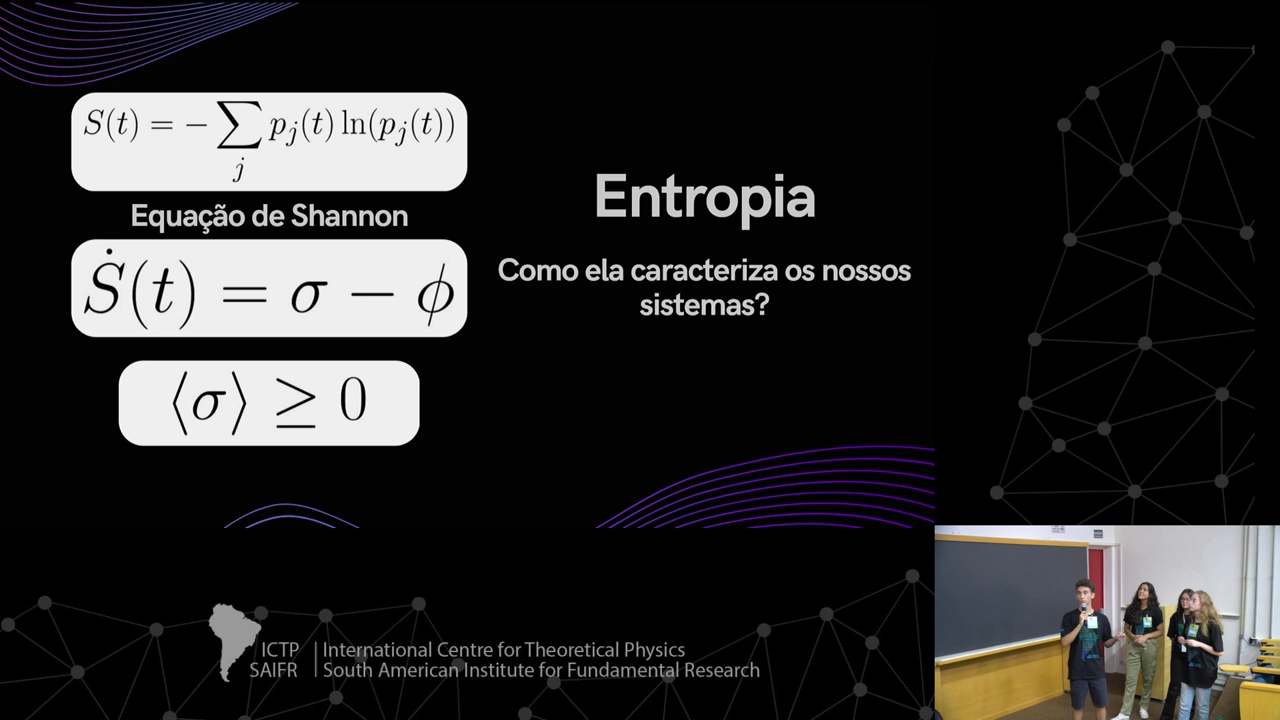 S(t) = − ∑ p_j(t) ln(p_j(t))
j
Equação de Shannon
Ṡ(t) = σ − ϕ
⟨σ⟩ ≥ 0
Entropia
Como ela caracteriza os nossos
sistemas?
ICTP
SAIFR
International Centre for Theoretical Physics
South American Institute for Fundamental Research